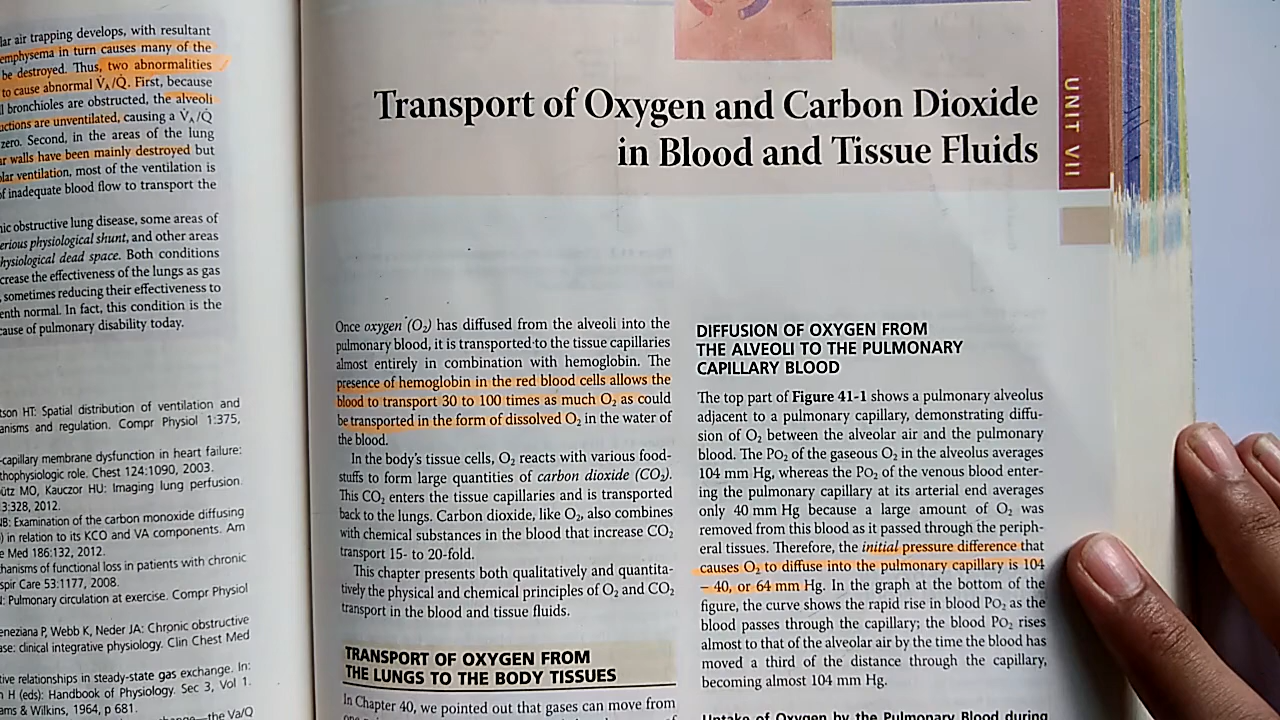 lar air trapping develops, with resultant
emphysema in turn causes many of the
be destroyed. Thus, two abnormalities
to cause abnormal V̇A/Q̇. First, because
bronchioles are obstructed, the alveoli
uctions are unventilated, causing a V̇A/Q̇
zero. Second, in the areas of the lung
ar walls have been mainly destroyed but
lar ventilation, most of the ventilation is
of inadequate blood flow to transport the
nic obstructive lung disease, some areas of
erious physiological shunt, and other areas
hysiological dead space. Both conditions
crease the effectiveness of the lungs as gas
, sometimes reducing their effectiveness to
enth normal. In fact, this condition is the
cause of pulmonary disability today.
tson HT: Spatial distribution of ventilation and
anisms and regulation. Compr Physiol 1:375,
-capillary membrane dysfunction in heart failure:
thophysiologic role. Chest 124:1090, 2003.
ütz MO, Kauczor HU: Imaging lung perfusion.
3:328, 2012.
NB: Examination of the carbon monoxide diffusing
) in relation to its KCO and VA components. Am
e Med 186:132, 2012.
hanisms of functional loss in patients with chronic
spir Care 53:1177, 2008.
N: Pulmonary circulation at exercise. Compr Physiol
eneziana P, Webb K, Neder JA: Chronic obstructive
ase: clinical integrative physiology. Clin Chest Med
tive relationships in steady-state gas exchange. In:
n H (eds): Handbook of Physiology. Sec 3, Vol 1.
ams & Wilkins, 1964, p 681.
the Va/Q
UNIT VII
Transport of Oxygen and Carbon Dioxide
in Blood and Tissue Fluids
Once oxygen (O₂) has diffused from the alveoli into the
pulmonary blood, it is transported to the tissue capillaries
almost entirely in combination with hemoglobin. The
presence of hemoglobin in the red blood cells allows the
blood to transport 30 to 100 times as much O₂ as could
be transported in the form of dissolved O₂ in the water of
the blood.
In the body's tissue cells, O₂ reacts with various food-
stuffs to form large quantities of carbon dioxide (CO₂).
This CO₂ enters the tissue capillaries and is transported
back to the lungs. Carbon dioxide, like O₂, also combines
with chemical substances in the blood that increase CO₂
transport 15- to 20-fold.
This chapter presents both qualitatively and quantita-
tively the physical and chemical principles of O₂ and CO₂
transport in the blood and tissue fluids.
TRANSPORT OF OXYGEN FROM
THE LUNGS TO THE BODY TISSUES
In Chapter 40, we pointed out that gases can move from
DIFFUSION OF OXYGEN FROM
THE ALVEOLI TO THE PULMONARY
CAPILLARY BLOOD
The top part of Figure 41-1 shows a pulmonary alveolus
adjacent to a pulmonary capillary, demonstrating diffu-
sion of O₂ between the alveolar air and the pulmonary
blood. The PO₂ of the gaseous O₂ in the alveolus averages
104 mm Hg, whereas the PO₂ of the venous blood enter-
ing the pulmonary capillary at its arterial end averages
only 40 mm Hg because a large amount of O₂ was
removed from this blood as it passed through the periph-
eral tissues. Therefore, the initial pressure difference that
causes O₂ to diffuse into the pulmonary capillary is 104
– 40, or 64 mm Hg. In the graph at the bottom of the
figure, the curve shows the rapid rise in blood PO₂ as the
blood passes through the capillary; the blood PO₂ rises
almost to that of the alveolar air by the time the blood has
moved a third of the distance through the capillary,
becoming almost 104 mm Hg.
Uptake of Oxygen by the Pulmonary Blood during